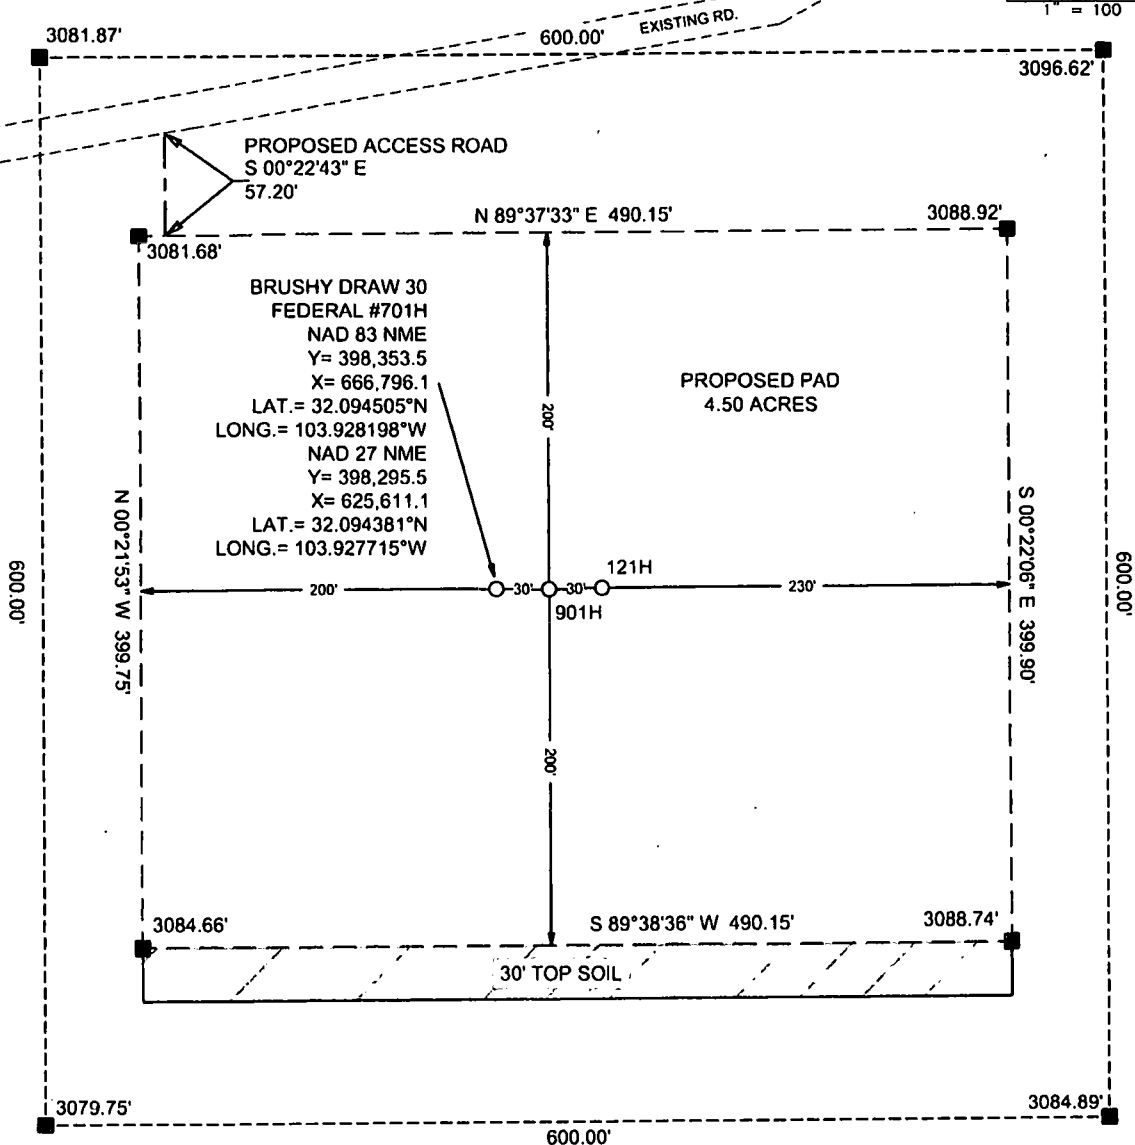 1" = 100
3081.87'
600.00'
EXISTING RD.
3096.62'
PROPOSED ACCESS ROAD
S 00°22'43" E
57.20'
N 89°37'33" E 490.15'
3088.92'
3081.68'
BRUSHY DRAW 30
FEDERAL #701H
NAD 83 NME
Y= 398,353.5
X= 666,796.1
LAT.= 32.094505°N
LONG.= 103.928198°W
NAD 27 NME
Y= 398,295.5
X= 625,611.1
LAT.= 32.094381°N
LONG.= 103.927715°W
PROPOSED PAD
4.50 ACRES
200'
N 00°21'53" W 399.75'
S 00°22'06" E 399.90'
600.00'
600.00'
121H
200'
30'
30'
230'
901H
200'
3084.66'
S 89°38'36" W 490.15'
3088.74'
30' TOP SOIL
3079.75'
3084.89'
600.00'